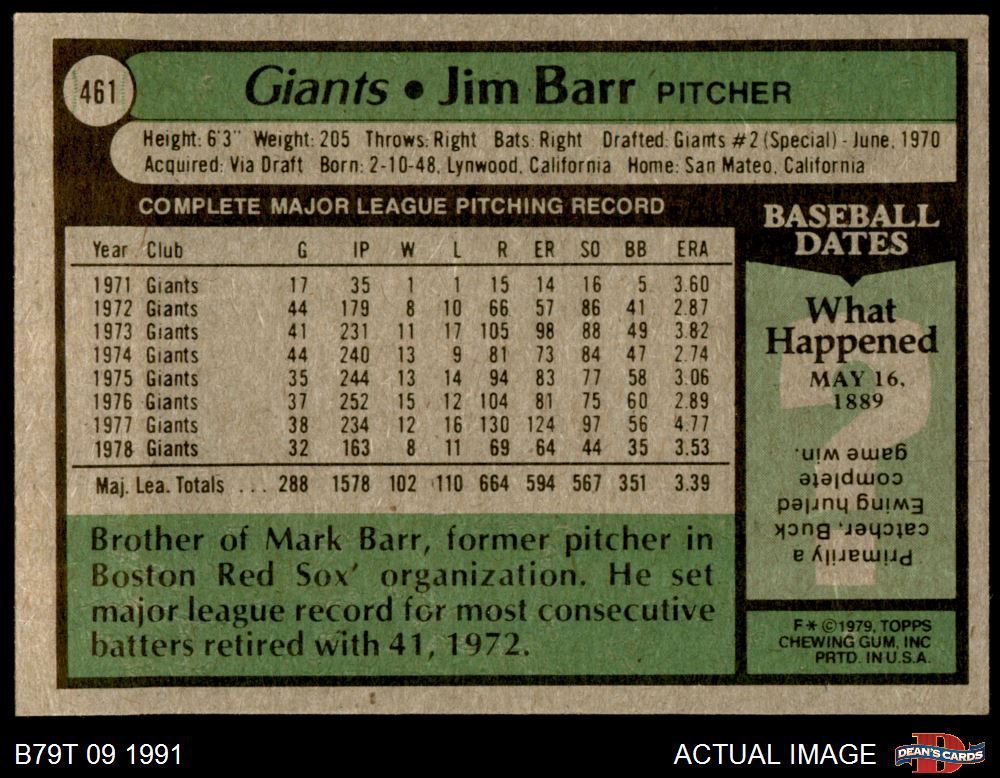 461
Giants • Jim Barr PITCHER
Height: 6'3" Weight: 205 Throws: Right Bats: Right Drafted: Giants #2 (Special) - June, 1970
Acquired: Via Draft Born: 2-10-48, Lynwood, California Home: San Mateo, California
COMPLETE MAJOR LEAGUE PITCHING RECORD
Year Club G IP W L R ER SO BB ERA
1971 Giants 17 35 1 1 15 14 16 5 3.60
1972 Giants 44 179 8 10 66 57 86 41 2.87
1973 Giants 41 231 11 17 105 98 88 49 3.82
1974 Giants 44 240 13 9 81 73 84 47 2.74
1975 Giants 35 244 13 14 94 83 77 58 3.06
1976 Giants 37 252 15 12 104 81 75 60 2.89
1977 Giants 38 234 12 16 130 124 97 56 4.77
1978 Giants 32 163 8 11 69 64 44 35 3.53
Maj. Lea. Totals ... 288 1578 102 110 664 594 567 351 3.39
Brother of Mark Barr, former pitcher in
Boston Red Sox' organization. He set
major league record for most consecutive
batters retired with 41, 1972.
BASEBALL
DATES
What
Happened
MAY 16,
1889
Primarily a
catcher, Buck
Ewing hurled
complete
game win.
F * © 1979, TOPPS
CHEWING GUM, INC
PRTD. IN U.S.A.
B79T 09 1991
ACTUAL IMAGE
DEAN'S CARDS